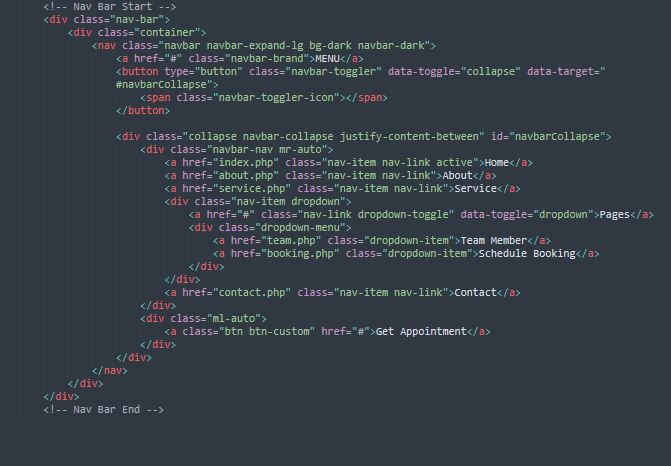 <!-- Nav Bar Start -->
<div class="nav-bar">
<div class="container">
<nav class="navbar navbar-expand-lg bg-dark navbar-dark">
<a href="#" class="navbar-brand">MENU</a>
<button type="button" class="navbar-toggler" data-toggle="collapse" data-target="
#navbarCollapse">
<span class="navbar-toggler-icon"></span>
</button>
<div class="collapse navbar-collapse justify-content-between" id="navbarCollapse">
<div class="navbar-nav mr-auto">
<a href="index.php" class="nav-item nav-link active">Home</a>
<a href="about.php" class="nav-item nav-link">About</a>
<a href="service.php" class="nav-item nav-link">Service</a>
<div class="nav-item dropdown">
<a href="#" class="nav-link dropdown-toggle" data-toggle="dropdown">Pages</a>
<div class="dropdown-menu">
<a href="team.php" class="dropdown-item">Team Member</a>
<a href="booking.php" class="dropdown-item">Schedule Booking</a>
</div>
</div>
<a href="contact.php" class="nav-item nav-link">Contact</a>
</div>
<div class="ml-auto">
<a class="btn btn-custom" href="#">Get Appointment</a>
</div>
</div>
</nav>
</div>
</div>
<!-- Nav Bar End -->